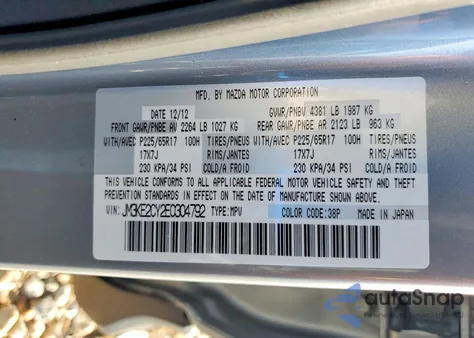 MFD. BY MAZDA MOTOR CORPORATION
DATE 12/12 GVWR/PNBV 4381 LB 1987 KG
FRONT GAWR/PNBE AV 2264 LB 1027 KG REAR GAWR/PNBE AR 2123 LB 963 KG
WITH/AVEC P225/65R17 100H TIRES/PNEUS WITH/AVEC P225/65R17 100H TIRES/PNEUS
17X7J RIMS/JANTES 17X7J RIMS/JANTES
230 KPA/34 PSI COLD/A FROID 230 KPA/34 PSI COLD/A FROID
THIS VEHICLE CONFORMS TO ALL APPLICABLE FEDERAL MOTOR VEHICLE SAFETY AND THEFT
PREVENTION STANDARDS IN EFFECT ON THE DATE OF MANUFACTURE SHOWN ABOVE.
VIN: JM3KE2CY2E0304792 TYPE: MPV COLOR CODE: 38P MADE IN JAPAN
autoSnap